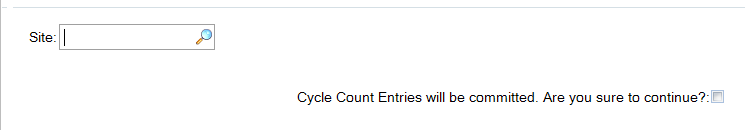 Site:
Cycle Count Entries will be committed. Are you sure to continue?: